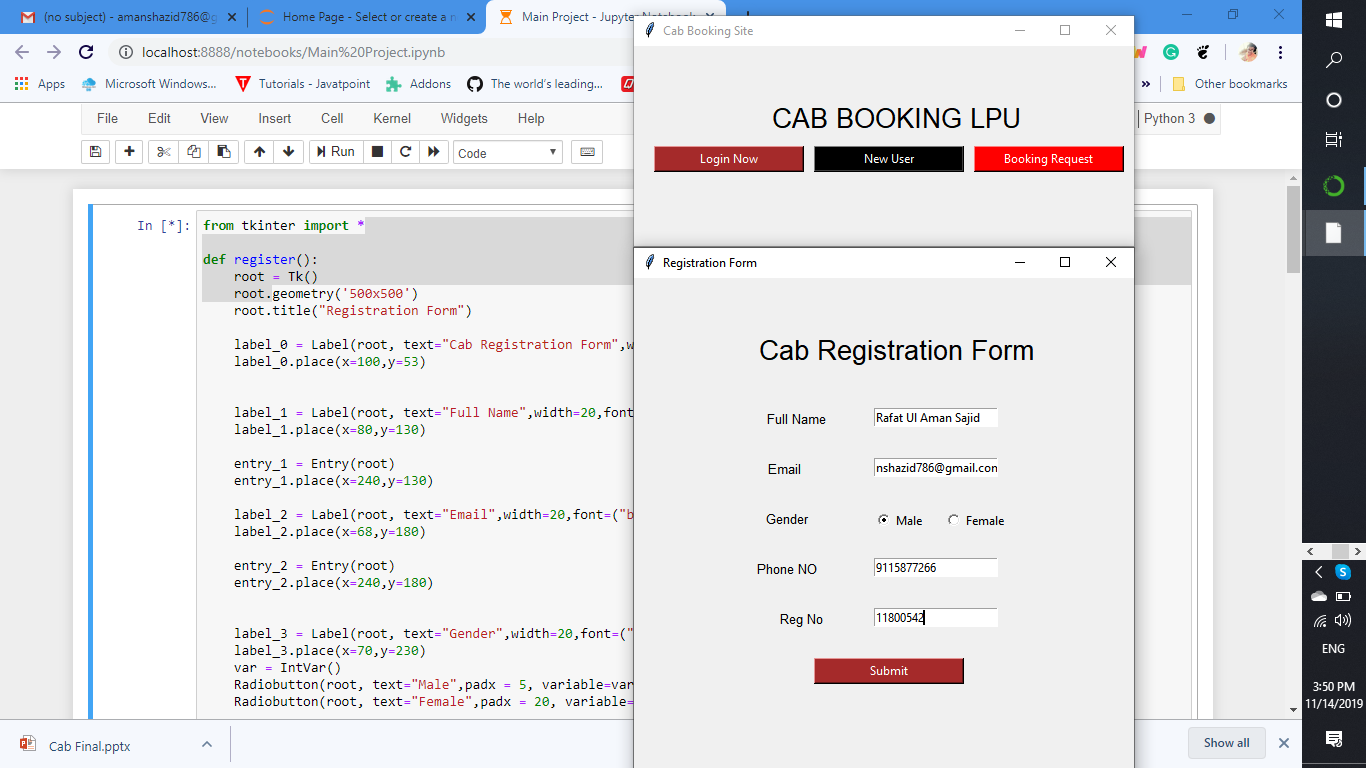 (no subject) - amanshazid786@g
Home Page - Select or create a n
Main Project - Jupyter Notebook
localhost:8888/notebooks/Main%20Project.ipynb
Apps
Microsoft Windows...
Tutorials - Javatpoint
Addons
The world's leading...
»
Other bookmarks
File Edit View Insert Cell Kernel Widgets Help
Python 3
Run
Code
In [*]:
from tkinter import *
def register():
root = Tk()
root.geometry('500x500')
root.title("Registration Form")
label_0 = Label(root, text="Cab Registration Form",w
label_0.place(x=100,y=53)
label_1 = Label(root, text="Full Name",width=20,font
label_1.place(x=80,y=130)
entry_1 = Entry(root)
entry_1.place(x=240,y=130)
label_2 = Label(root, text="Email",width=20,font=("b
label_2.place(x=68,y=180)
entry_2 = Entry(root)
entry_2.place(x=240,y=180)
label_3 = Label(root, text="Gender",width=20,font=("
label_3.place(x=70,y=230)
var = IntVar()
Radiobutton(root, text="Male",padx = 5, variable=var
Radiobutton(root, text="Female",padx = 20, variable=
Cab Booking Site
CAB BOOKING LPU
Login Now
New User
Booking Request
Registration Form
Cab Registration Form
Full Name
Rafat Ul Aman Sajid
Email
nshazid786@gmail.con
Gender
Male
Female
Phone NO
9115877266
Reg No
11800542
Submit
Cab Final.pptx
Show all
ENG
3:50 PM
11/14/2019